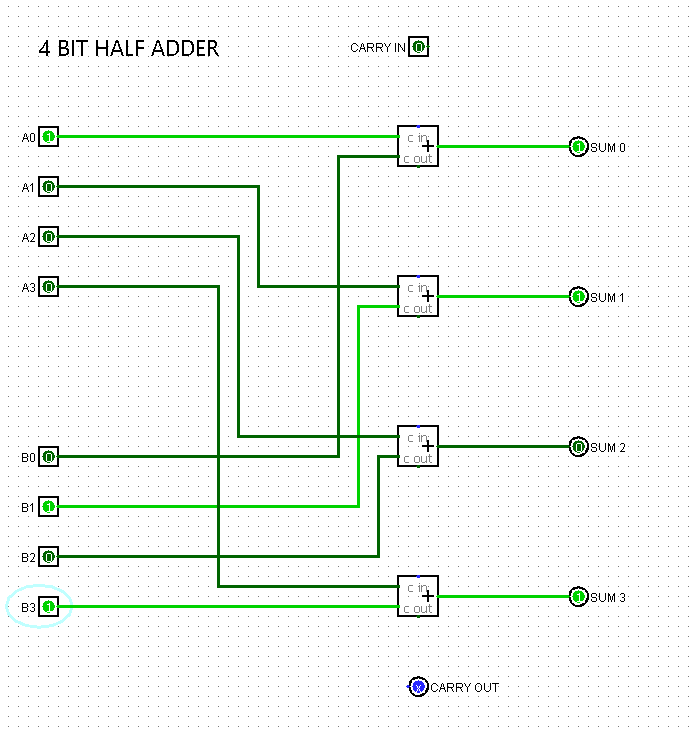 4 BIT HALF ADDER
CARRY IN 0
A0 1
c in
+
c out
1 SUM 0
A1 0
A2 0
A3 0
c in
+
c out
1 SUM 1
B0 0
c in
+
c out
0 SUM 2
B1 1
B2 0
B3 1
c in
+
c out
1 SUM 3
x CARRY OUT